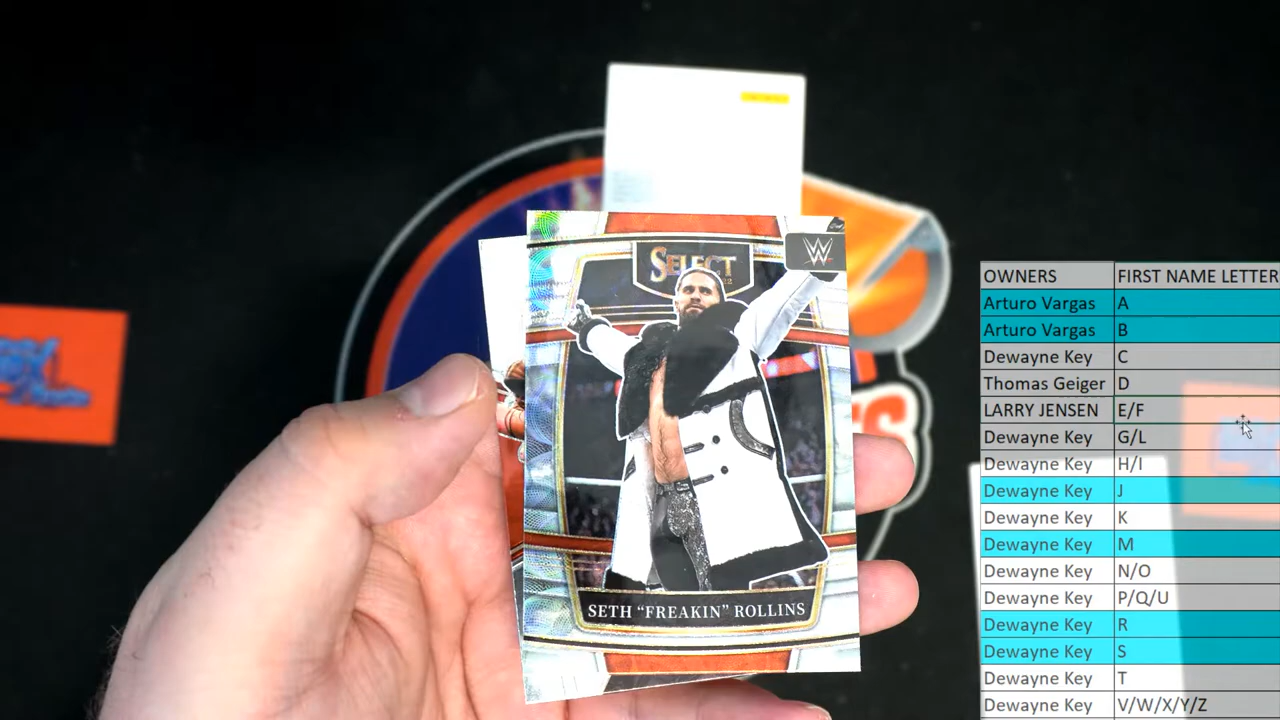 SELECT
W
SETH “FREAKIN” ROLLINS
OWNERS FIRST NAME LETTER
Arturo Vargas A
Arturo Vargas B
Dewayne Key C
Thomas Geiger D
LARRY JENSEN E/F
Dewayne Key G/L
Dewayne Key H/I
Dewayne Key J
Dewayne Key K
Dewayne Key M
Dewayne Key N/O
Dewayne Key P/Q/U
Dewayne Key R
Dewayne Key S
Dewayne Key T
Dewayne Key V/W/X/Y/Z